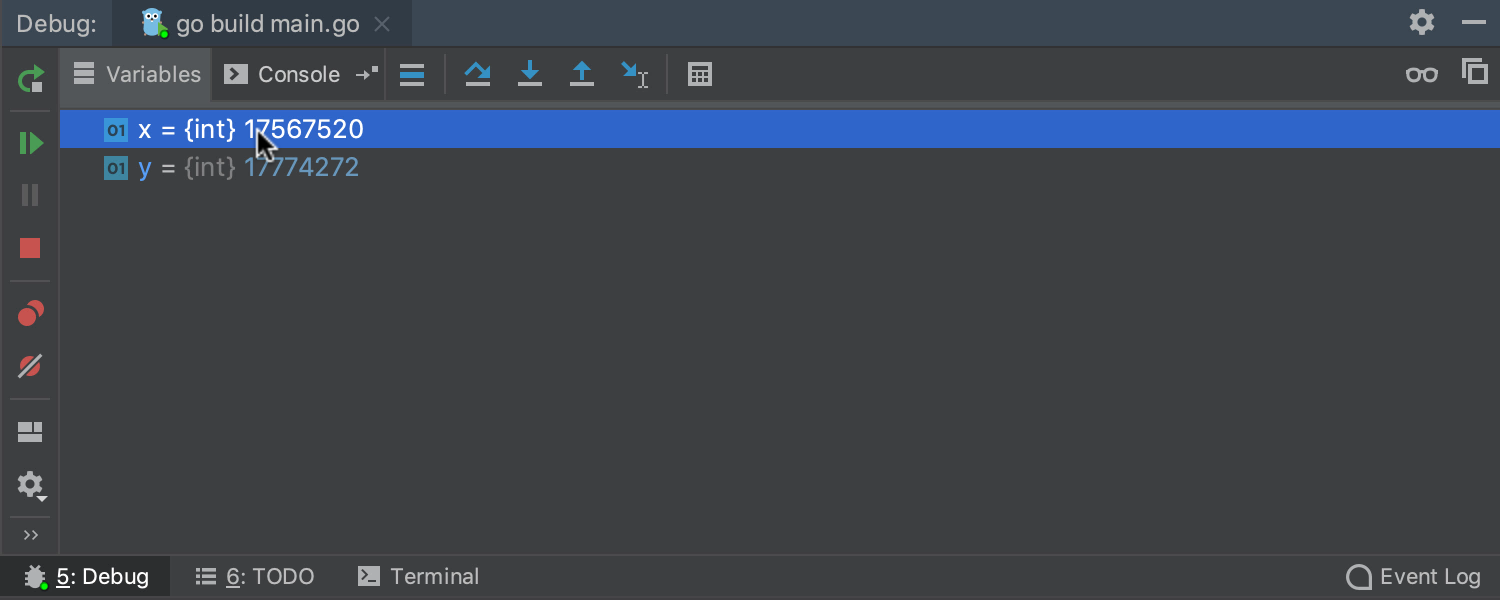 Debug: go build main.go
Variables Console
01 x = {int} 17567520
01 y = {int} 17774272
5: Debug 6: TODO Terminal Event Log